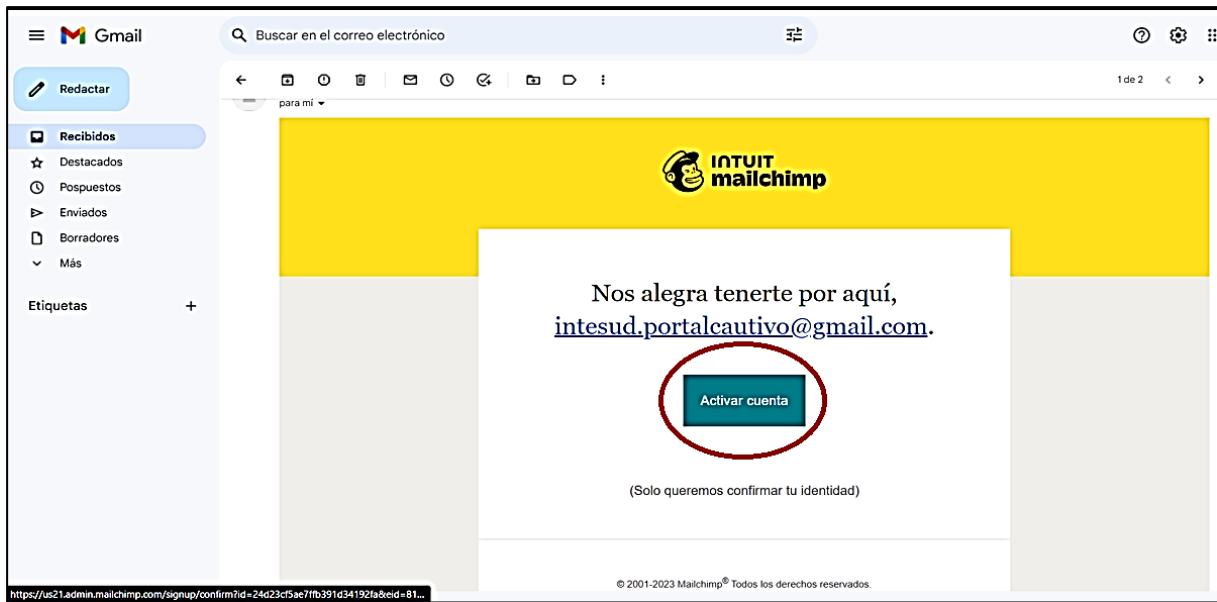 Gmail
Buscar en el correo electrónico
Redactar
1 de 2
para mí
Recibidos
Destacados
Pospuestos
Enviados
Borradores
Más
Etiquetas
INTUIT
mailchimp
Nos alegra tenerte por aquí,
intesud.portalcautivo@gmail.com.
Activar cuenta
(Solo queremos confirmar tu identidad)
© 2001-2023 Mailchimp® Todos los derechos reservados.
https://us21.admin.mailchimp.com/signup/confirm?id=24d23cf5ae7ffb391d34192fa&eid=81...